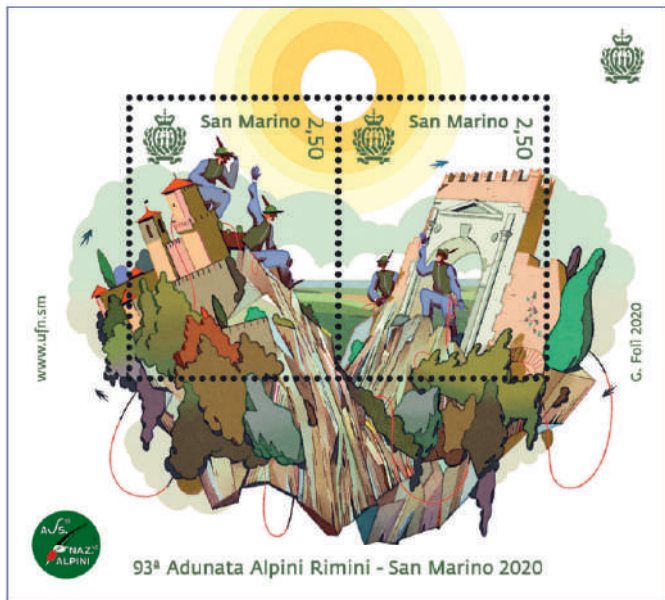 San Marino
2,50
San Marino
2,50
www.ufn.sm
G. Foli 2020
ASS.
NAZ.
ALPINI
93ª Adunata Alpini Rimini - San Marino 2020